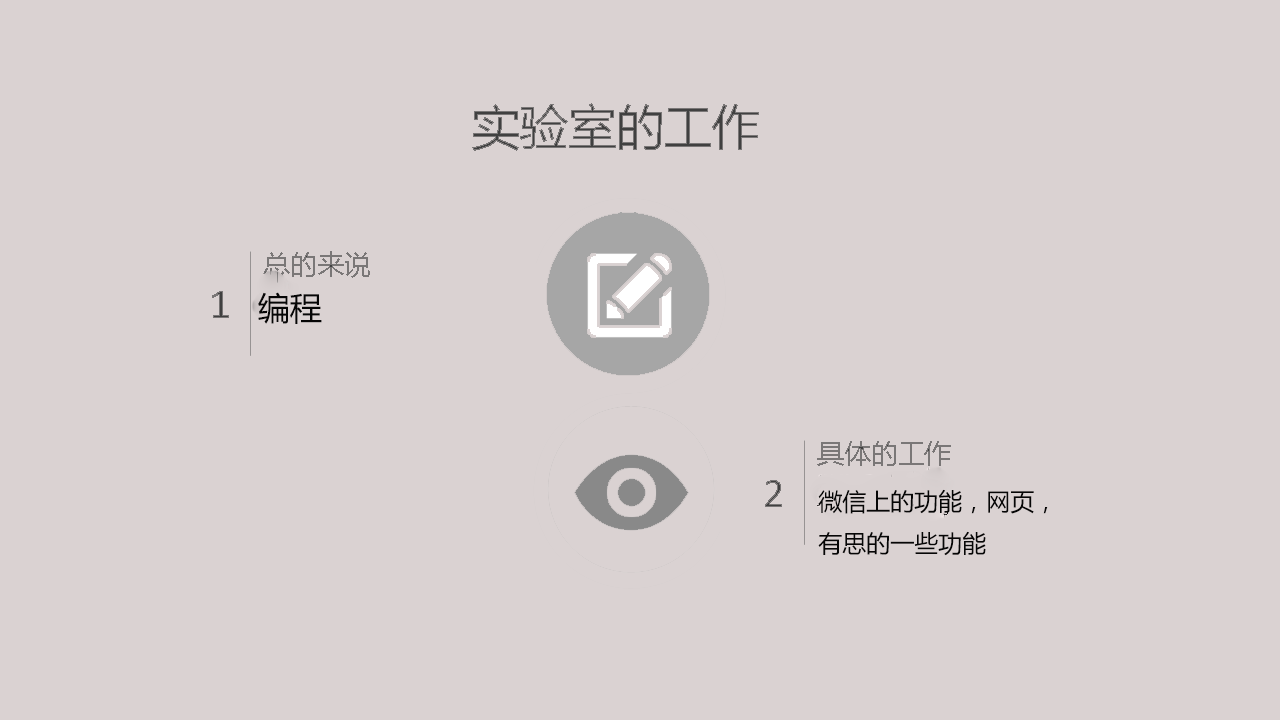 实验室的工作
总的来说
1
编程
具体的工作
2
微信上的功能，网页，
有思的一些功能